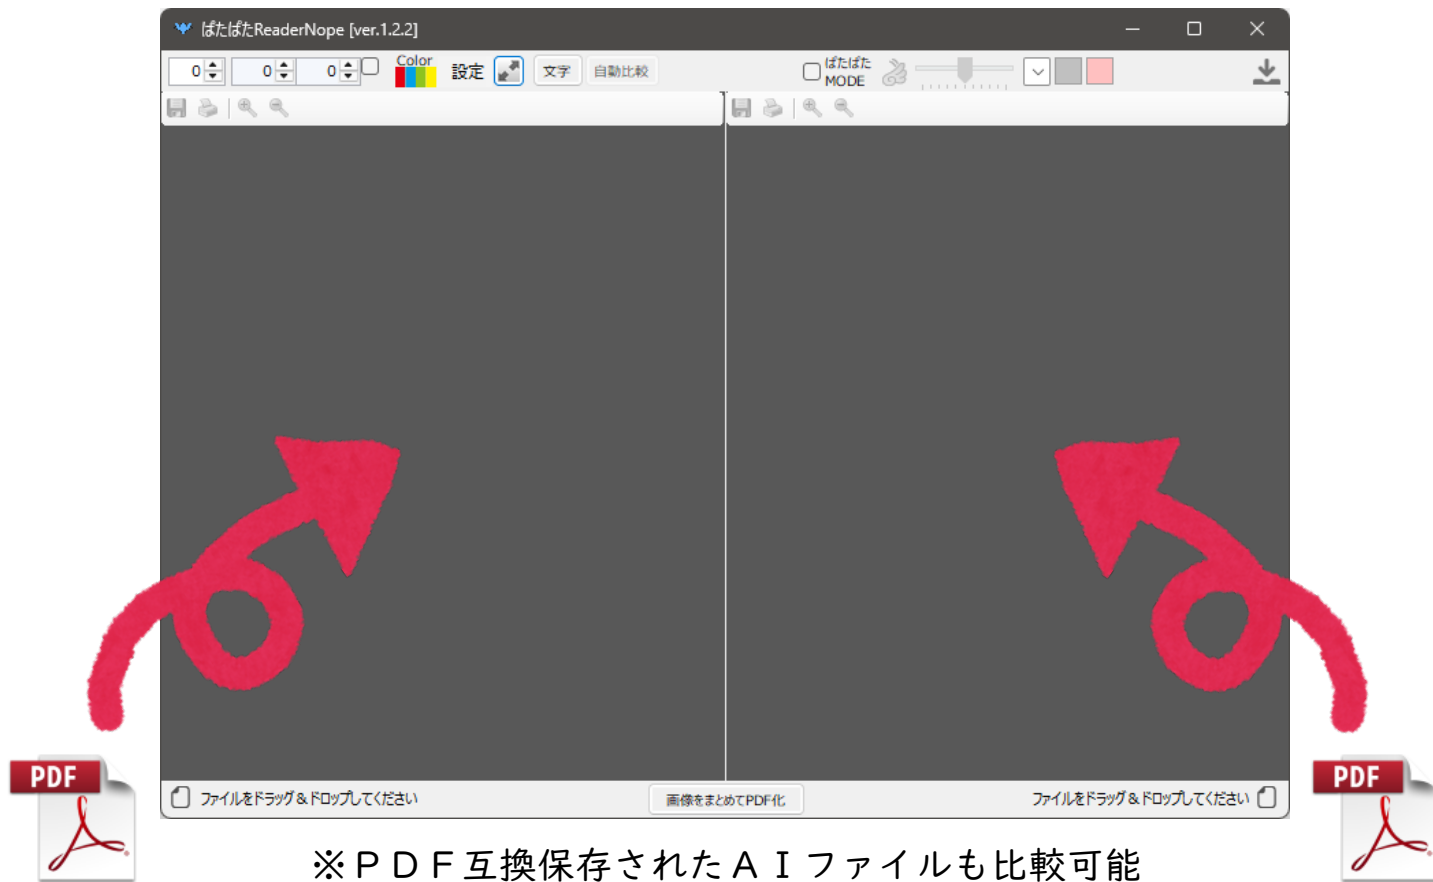 ぱたぱたReaderNope [ver.1.2.2]
0 0 0 Color 設定 文字 自動比較 ぱたぱた MODE
PDF
PDF
ファイルをドラッグ&ドロップしてください 画像をまとめてPDF化 ファイルをドラッグ&ドロップしてください
※PDF互換保存されたAIファイルも比較可能